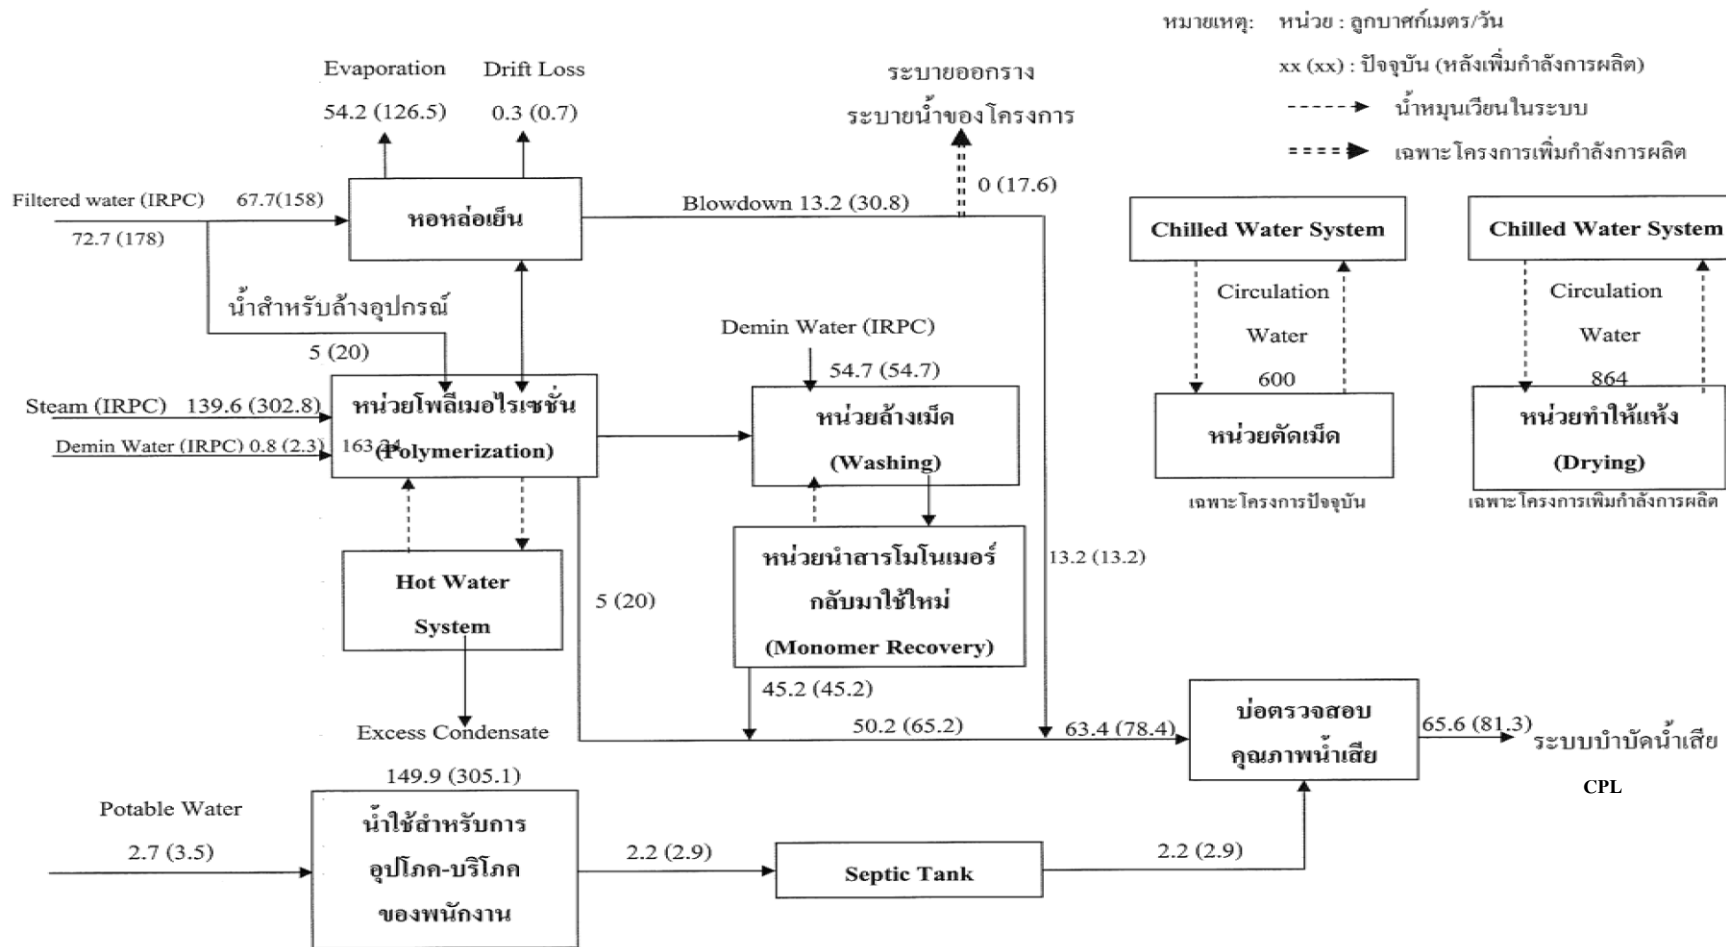 หมายเหตุ: หน่วย : ลูกบาศก์เมตร/วัน
xx (xx) : ปัจจุบัน (หลังเพิ่มกำลังการผลิต)
น้ำหมุนเวียนในระบบ
เฉพาะโครงการเพิ่มกำลังการผลิต
Evaporation
54.2 (126.5)
Drift Loss
0.3 (0.7)
ระบายออกราง
ระบายน้ำของโครงการ
0 (17.6)
Filtered water (IRPC)
67.7(158)
72.7 (178)
หอหล่อเย็น
Blowdown 13.2 (30.8)
น้ำสำหรับล้างอุปกรณ์
5 (20)
Chilled Water System
Circulation
Water
600
หน่วยตัดเม็ด
เฉพาะโครงการปัจจุบัน
Chilled Water System
Circulation
Water
864
หน่วยทำให้แห้ง
(Drying)
เฉพาะโครงการเพิ่มกำลังการผลิต
Demin Water (IRPC)
54.7 (54.7)
Steam (IRPC) 139.6 (302.8)
Demin Water (IRPC) 0.8 (2.3)
หน่วยโพลีเมอไรเซชั่น
(Polymerization)
หน่วยล้างเม็ด
(Washing)
Hot Water
System
5 (20)
หน่วยนำสารโมโนเมอร์
กลับมาใช้ใหม่
(Monomer Recovery)
13.2 (13.2)
45.2 (45.2)
50.2 (65.2)
63.4 (78.4)
บ่อตรวจสอบ
คุณภาพน้ำเสีย
65.6 (81.3)
ระบบบำบัดน้ำเสีย
CPL
Excess Condensate
149.9 (305.1)
Potable Water
2.7 (3.5)
น้ำใช้สำหรับการ
อุปโภค-บริโภค
ของพนักงาน
2.2 (2.9)
Septic Tank
2.2 (2.9)